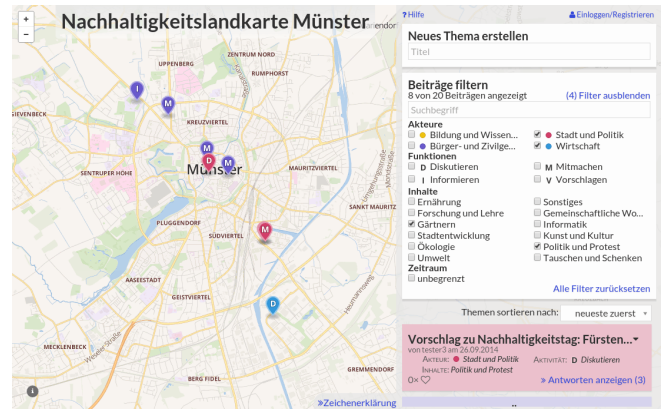 Nachhaltigkeitslandkarte Münster
+
−
ZENTRUM NORD
UPPENBERG
RUMPHORST
I
M
KREUZVIERTEL
M
D
M
Münster
SENTRUPER HÖHE
MAURITZVIERTEL
SANKT MAURITZ
PLUGGENDORF
SÜDVIERTEL
M
AASEESTADT
GEISTVIERTEL
D
Heumannsweg
Weseler Straße
MECKLENBECK
GREMMENDORF
BERG FIDEL
»Zeichenerklärung
? Hilfe
Einloggen/Registrieren
Neues Thema erstellen
Titel
Beiträge filtern
8 von 20 Beiträgen angezeigt (4) Filter ausblenden
Suchbegriff
Akteure
Bildung und Wissen... Stadt und Politik
Bürger- und Zivilge... Wirtschaft
Funktionen
D Diskutieren M Mitmachen
I Informieren V Vorschlagen
Inhalte
Ernährung Sonstiges
Forschung und Lehre Gemeinschaftliche Wo...
Gärtnern Informatik
Stadtentwicklung Kunst und Kultur
Ökologie Politik und Protest
Umwelt Tauschen und Schenken
Zeitraum
unbegrenzt
Alle Filter zurücksetzen
Themen sortieren nach: neueste zuerst
Vorschlag zu Nachhaltigkeitstag: Fürsten...
von tester3 am 26.09.2014
AKTEUR: Stadt und Politik AKTIVITÄT: D Diskutieren
INHALTE: Politik und Protest
0× » Antworten anzeigen (3)